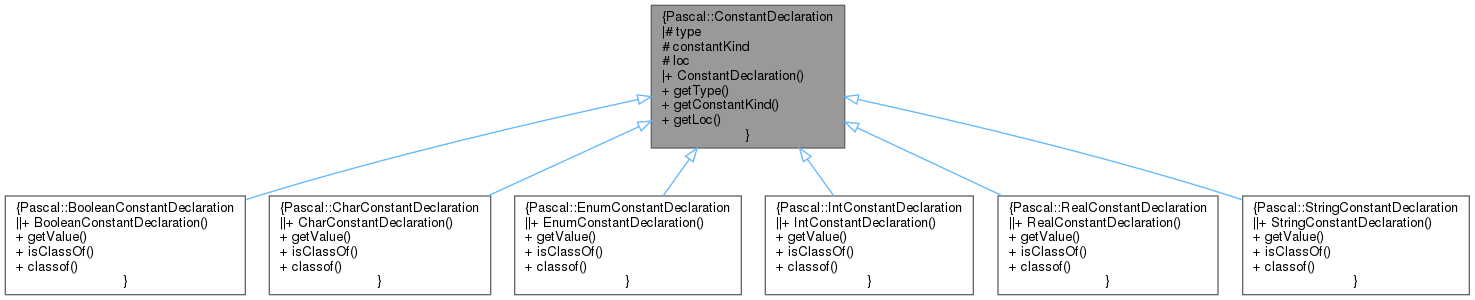 {Pascal::ConstantDeclaration
|# type
# constantKind
# loc
|+ ConstantDeclaration()
+ getType()
+ getConstantKind()
+ getLoc()
}
{Pascal::BooleanConstantDeclaration
||+ BooleanConstantDeclaration()
+ getValue()
+ isClassOf()
+ classof()
}
{Pascal::CharConstantDeclaration
||+ CharConstantDeclaration()
+ getValue()
+ isClassOf()
+ classof()
}
{Pascal::EnumConstantDeclaration
||+ EnumConstantDeclaration()
+ getValue()
+ isClassOf()
+ classof()
}
{Pascal::IntConstantDeclaration
||+ IntConstantDeclaration()
+ getValue()
+ isClassOf()
+ classof()
}
{Pascal::RealConstantDeclaration
||+ RealConstantDeclaration()
+ getValue()
+ isClassOf()
+ classof()
}
{Pascal::StringConstantDeclaration
||+ StringConstantDeclaration()
+ getValue()
+ isClassOf()
+ classof()
}